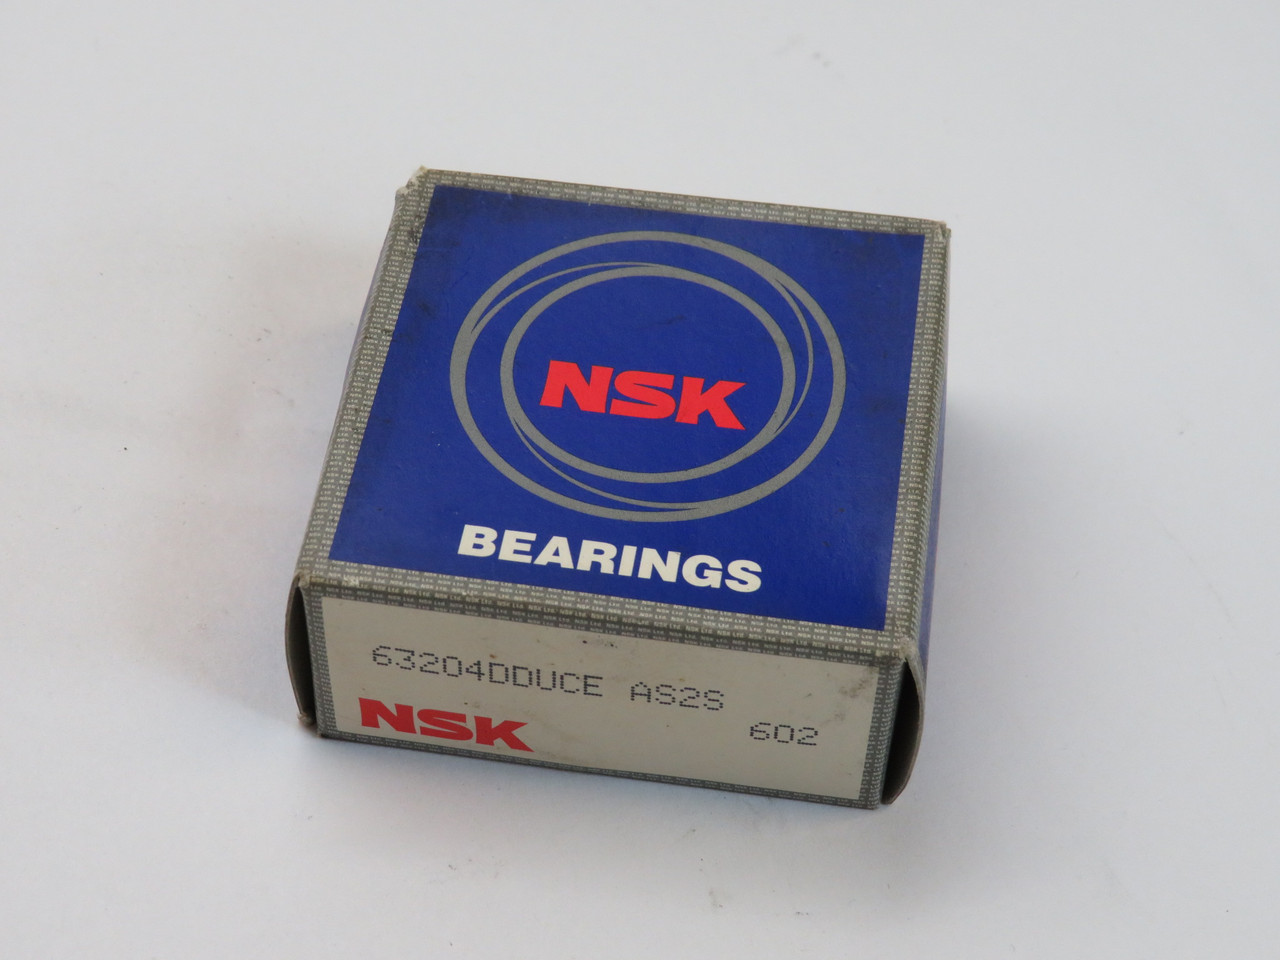 NSK
BEARINGS
63204DDUCE AS2S
NSK
602